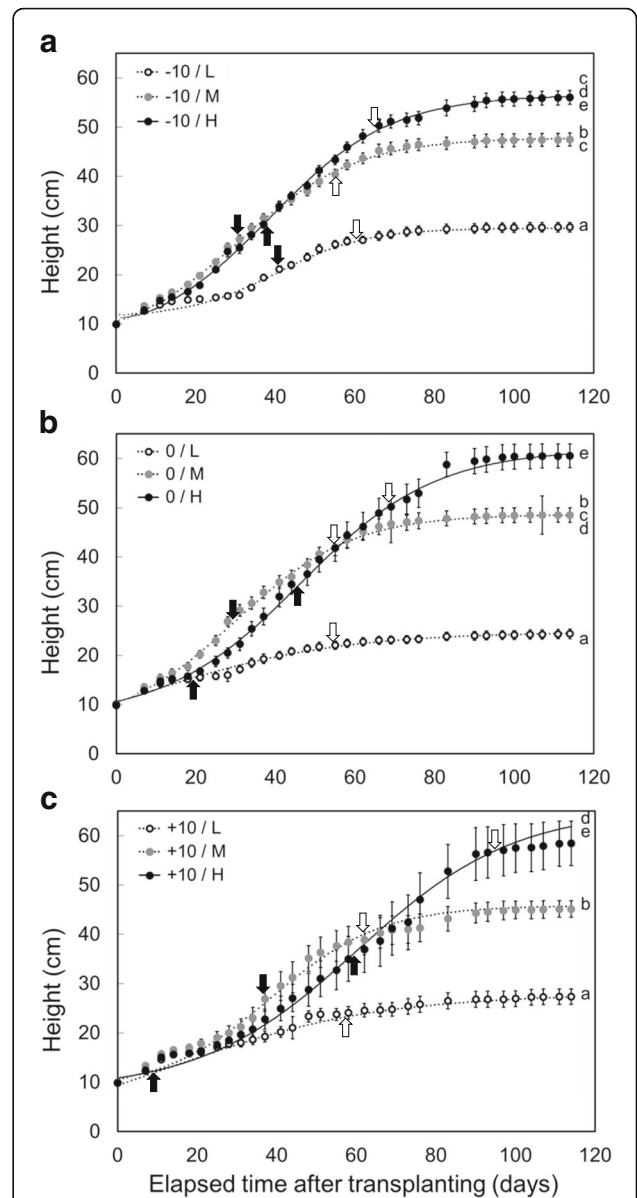 a
-10 / L
-10 / M
-10 / H
60
50
40
30
20
10
0
Height (cm)
c
d
e
b
c
a
0 20 40 60 80 100 120
b
0 / L
0 / M
0 / H
60
50
40
30
20
10
0
Height (cm)
e
b
c
d
a
0 20 40 60 80 100 120
c
+10 / L
+10 / M
+10 / H
60
50
40
30
20
10
0
Height (cm)
d
e
b
a
0 20 40 60 80 100 120
Elapsed time after transplanting (days)